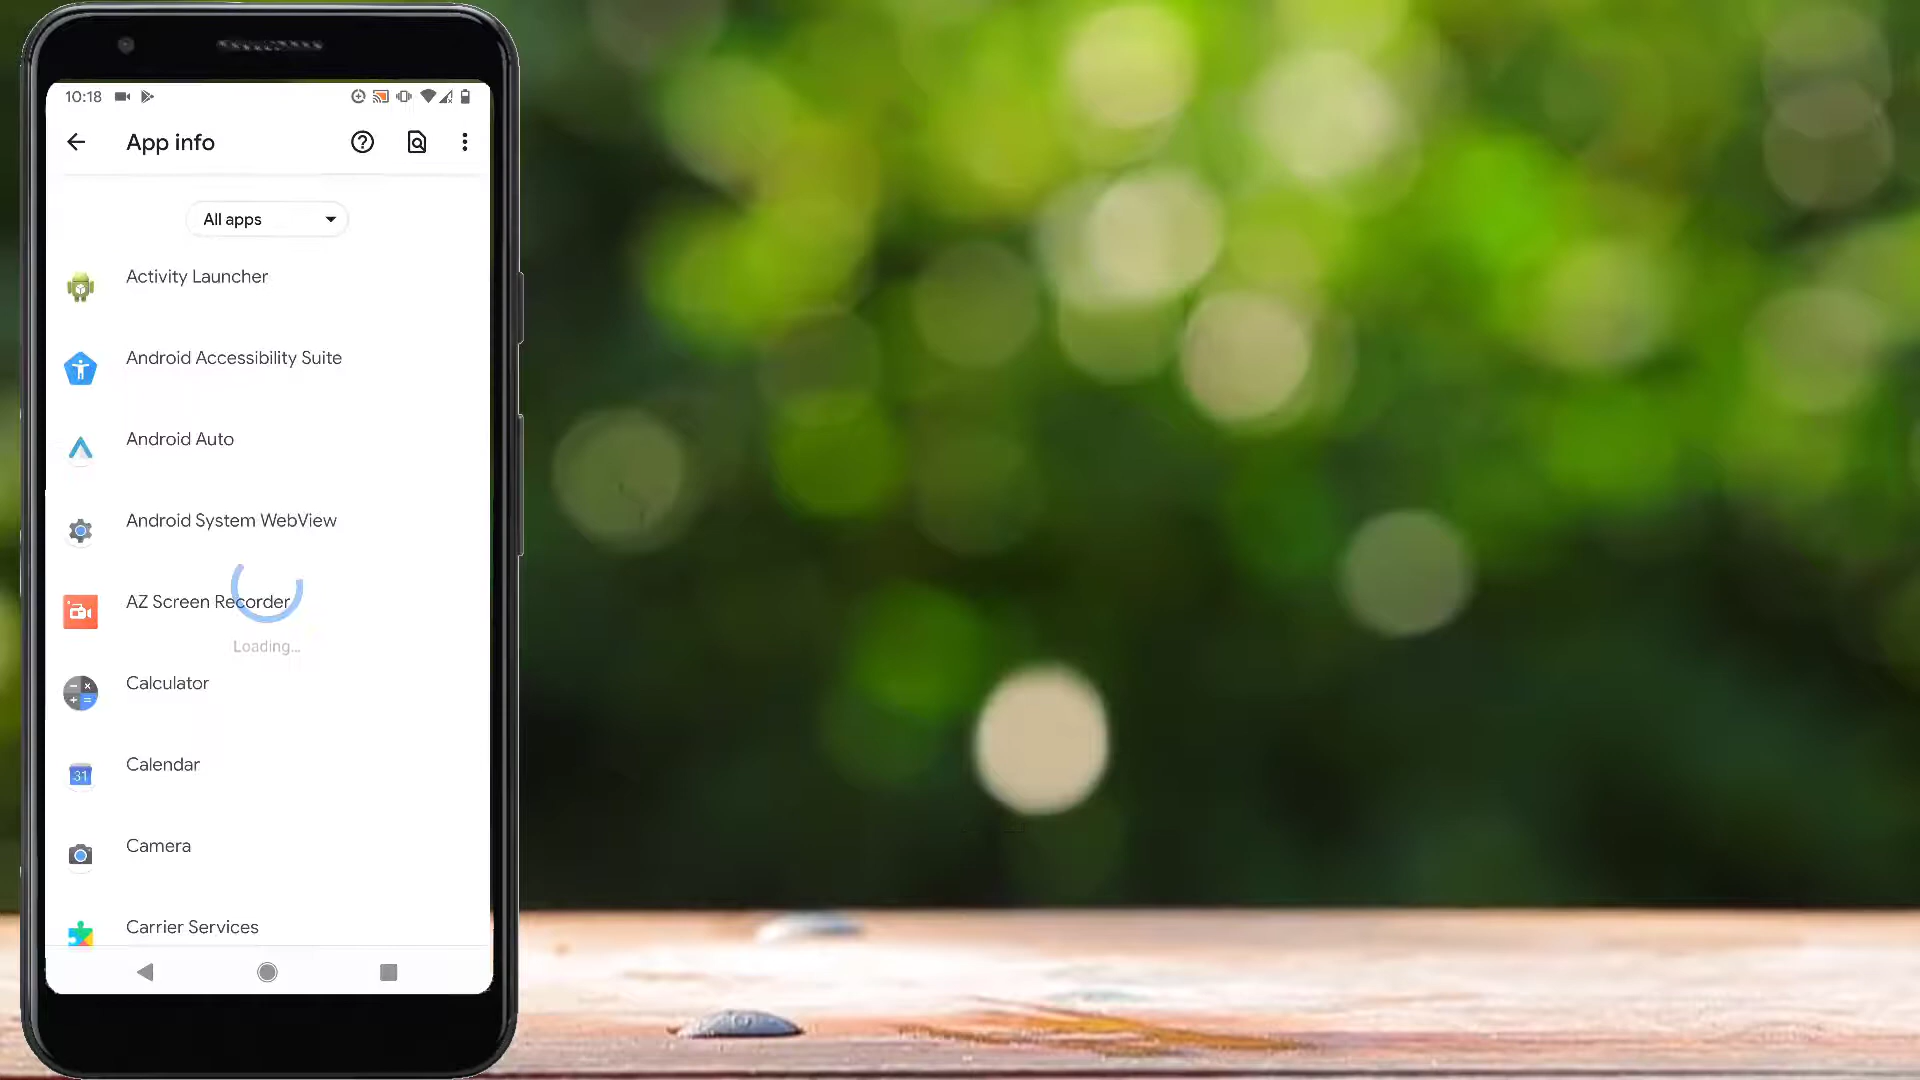 10:18
App info
All apps
Activity Launcher
Android Accessibility Suite
Android Auto
Android System WebView
AZ Screen Recorder
Loading...
Calculator
31
Calendar
Camera
Carrier Services